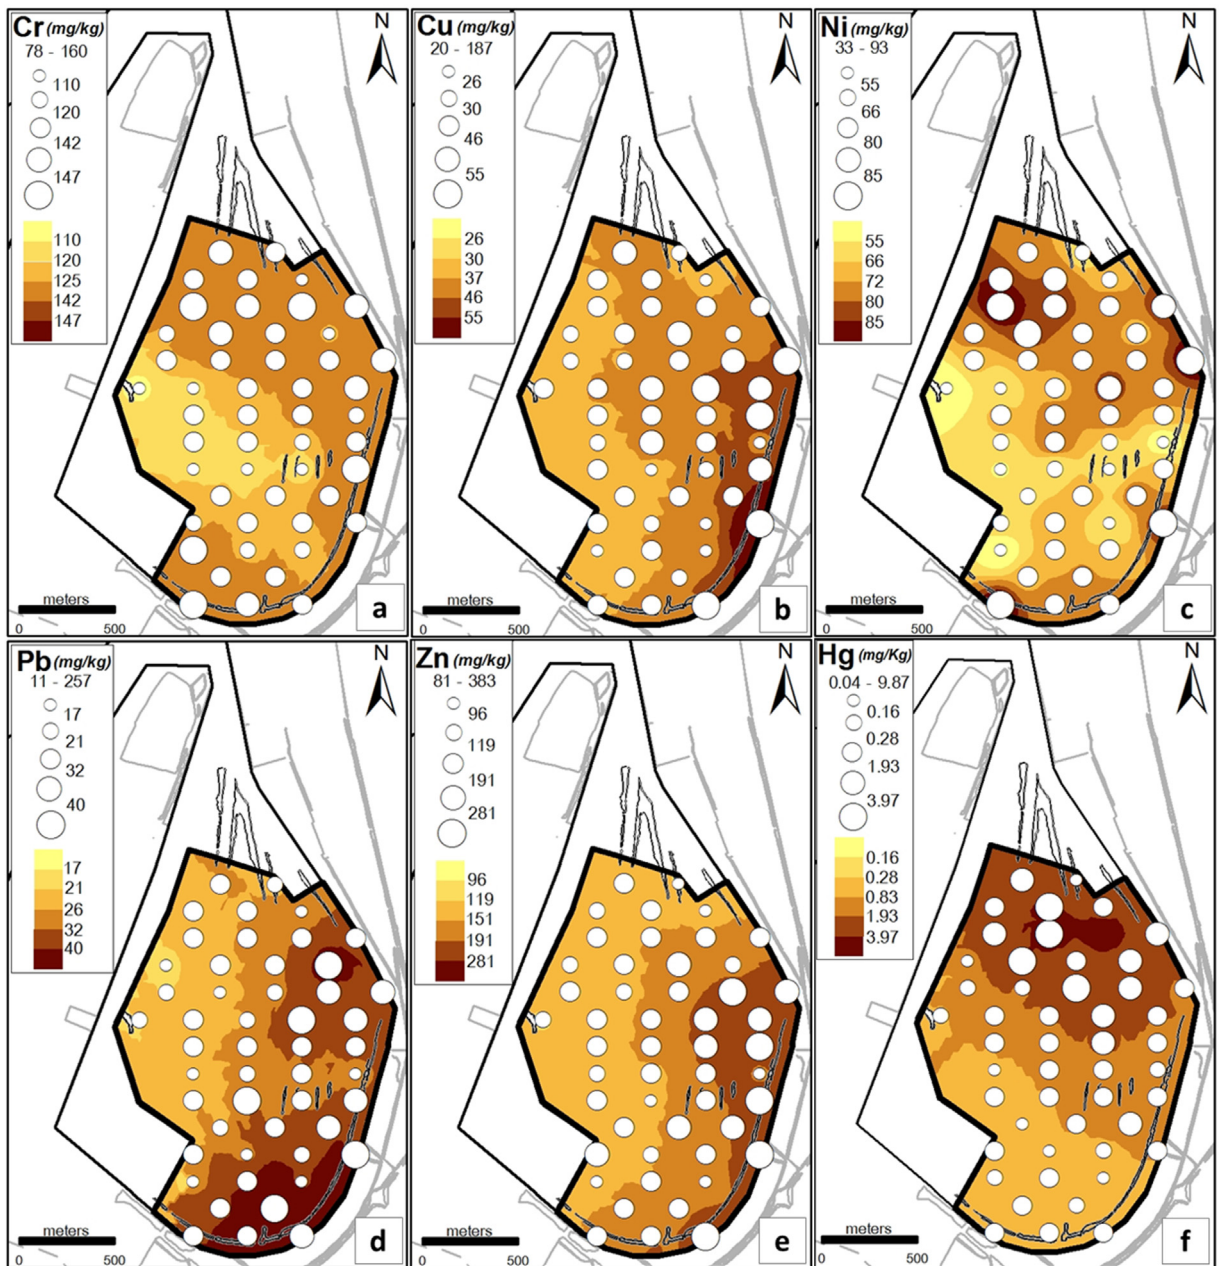 Cr (mg/kg)
78 - 160
110
120
142
147
110
120
125
142
147
N
meters
0 500
a
Cu (mg/kg)
20 - 187
26
30
46
55
26
30
37
46
55
N
meters
0 500
b
Ni (mg/kg)
33 - 93
55
66
80
85
55
66
72
80
85
N
meters
0 500
c
Pb (mg/kg)
11 - 257
17
21
32
40
17
21
26
32
40
N
meters
0 500
d
Zn (mg/kg)
81 - 383
96
119
191
281
96
119
151
191
281
N
meters
0 500
e
Hg (mg/Kg)
0.04 - 9.87
0.16
0.28
1.93
3.97
0.16
0.28
0.83
1.93
3.97
N
meters
0 500
f